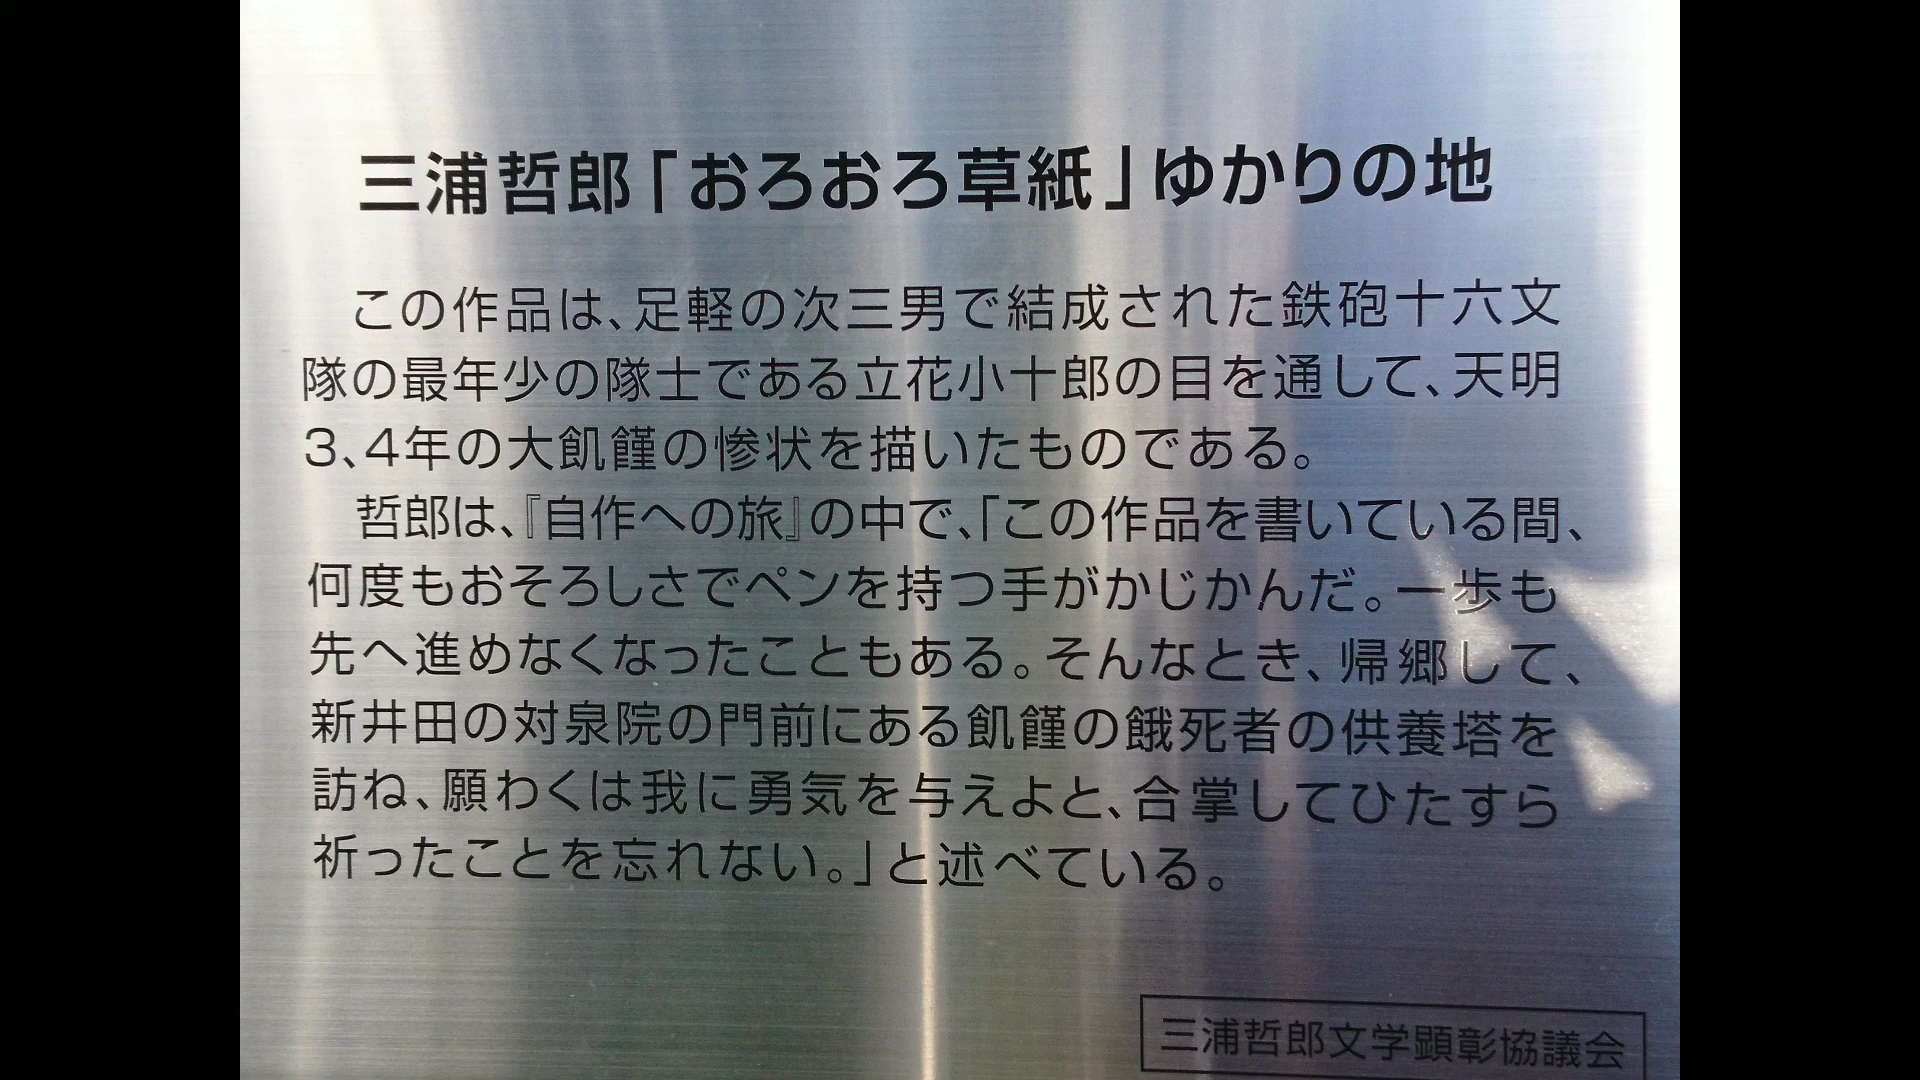 三浦哲郎「おろおろ草紙」ゆかりの地
この作品は、足軽の次三男で結成された鉄砲十六文
隊の最年少の隊士である立花小十郎の目を通して、天明
3、4年の大飢饉の惨状を描いたものである。
哲郎は、『自作への旅』の中で、「この作品を書いている間、
何度もおそろしさでペンを持つ手がかじかんだ。一歩も
先へ進めなくなったこともある。そんなとき、帰郷して、
新井田の対泉院の門前にある飢饉の餓死者の供養塔を
訪ね、願わくは我に勇気を与えよと、合掌してひたすら
祈ったことを忘れない。」と述べている。
三浦哲郎文学顕彰協議会